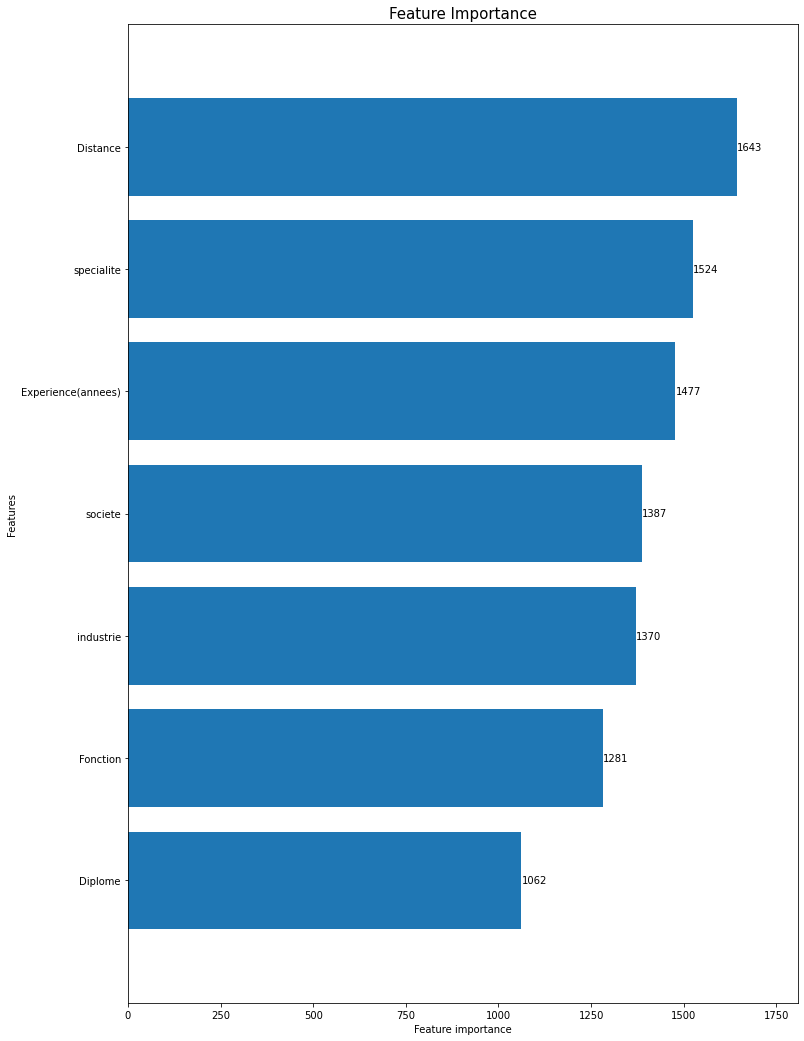 Feature Importance
Distance
1643
specialite
1524
Experience(annees)
1477
societe
1387
industrie
1370
Fonction
1281
Diplome
1062
Features
0 250 500 750 1000 1250 1500 1750
Feature importance